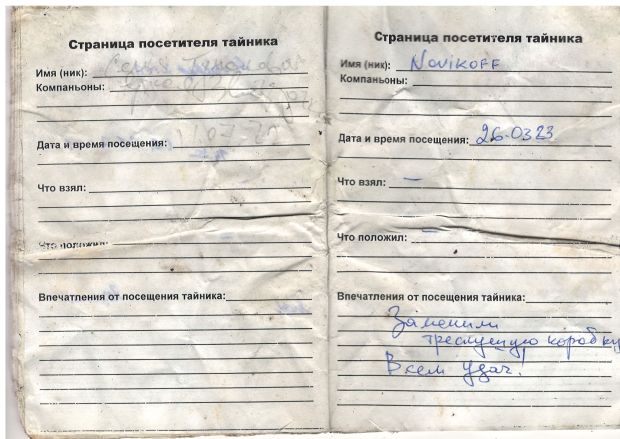 Страница посетителя тайника
Имя (ник):
Компаньоны:
Дата и время посещения:
Что взял:
Что положил:
Впечатления от посещения тайника:
Страница посетителя тайника
Имя (ник): Novikoff
Компаньоны:
Дата и время посещения: 26.03.23
Что взял: –
Что положил: –
Впечатления от посещения тайника:
Заменили
треснутую коробку
Всем удач!